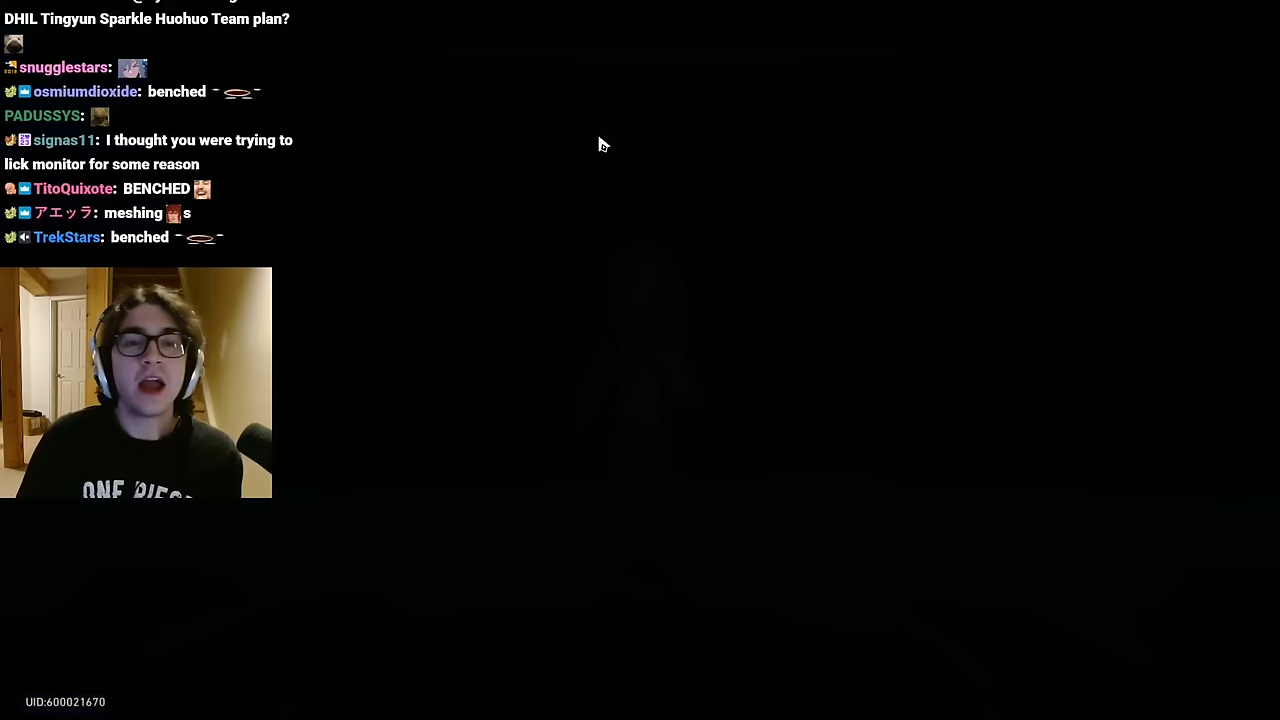 DHIL Tingyun Sparkle Huohuo Team plan?
snugglestars:
osmiumdioxide: benched
PADUSSYS:
signas11: I thought you were trying to
lick monitor for some reason
TitoQuixote: BENCHED
アエッラ: meshing s
TrekStars: benched
ONE PIECE
UID:600021670